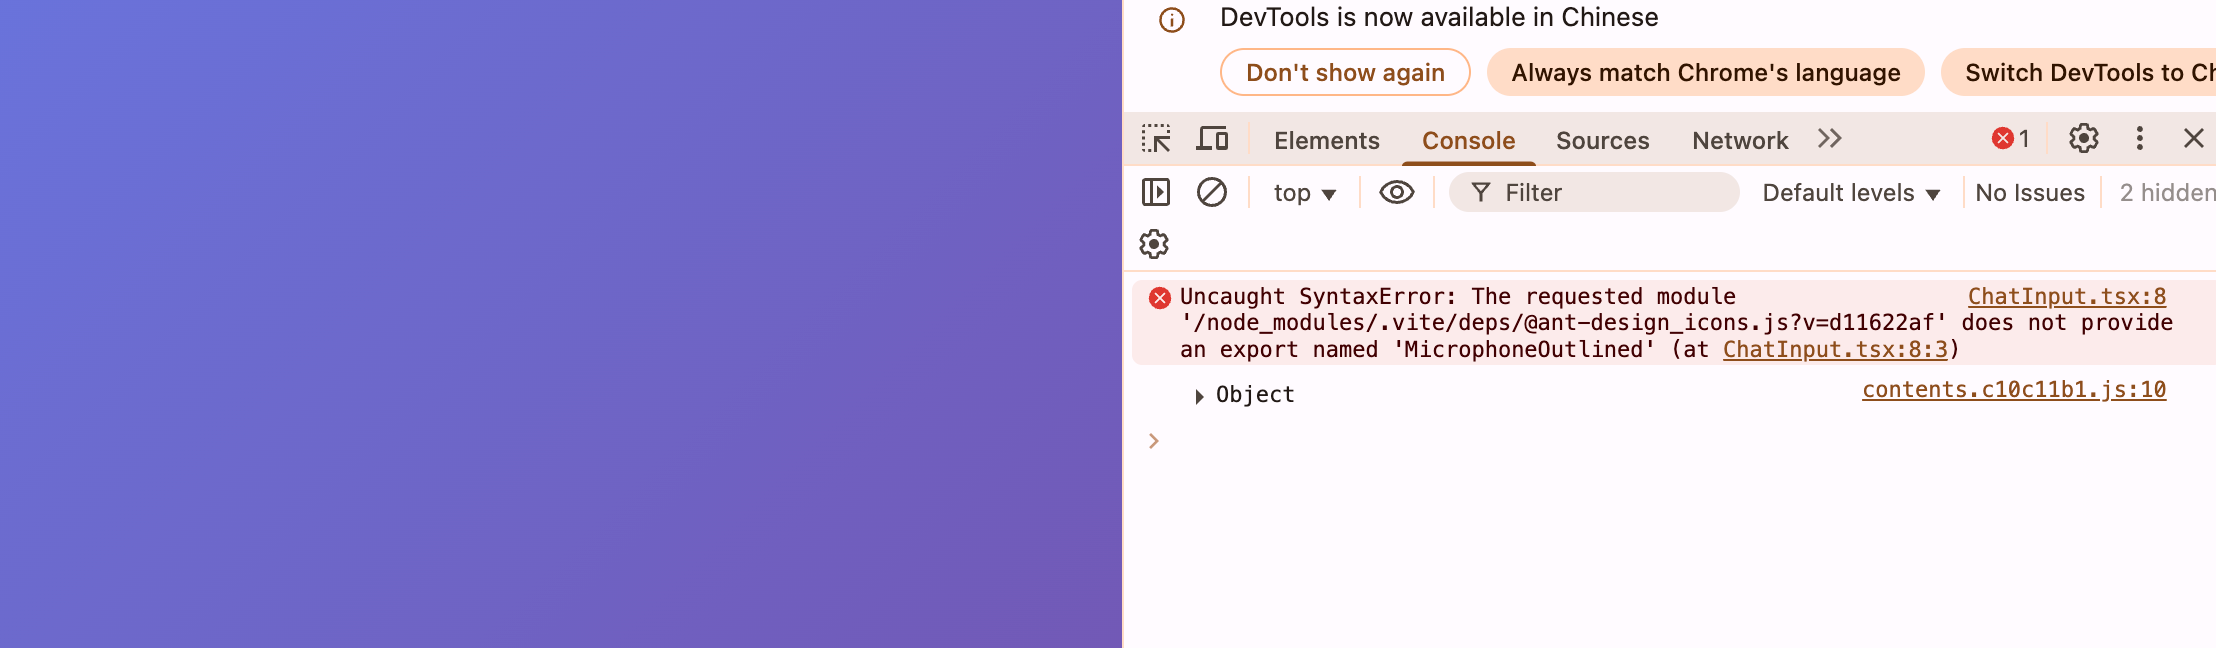 DevTools is now available in Chinese
Don't show again Always match Chrome's language Switch DevTools to Ch
Elements Console Sources Network 1
top Filter Default levels No Issues 2 hidden
Uncaught SyntaxError: The requested module ChatInput.tsx:8
'/node_modules/.vite/deps/@ant-design_icons.js?v=d11622af' does not provide
an export named 'MicrophoneOutlined' (at ChatInput.tsx:8:3)
Object contents.c10c11b1.js:10